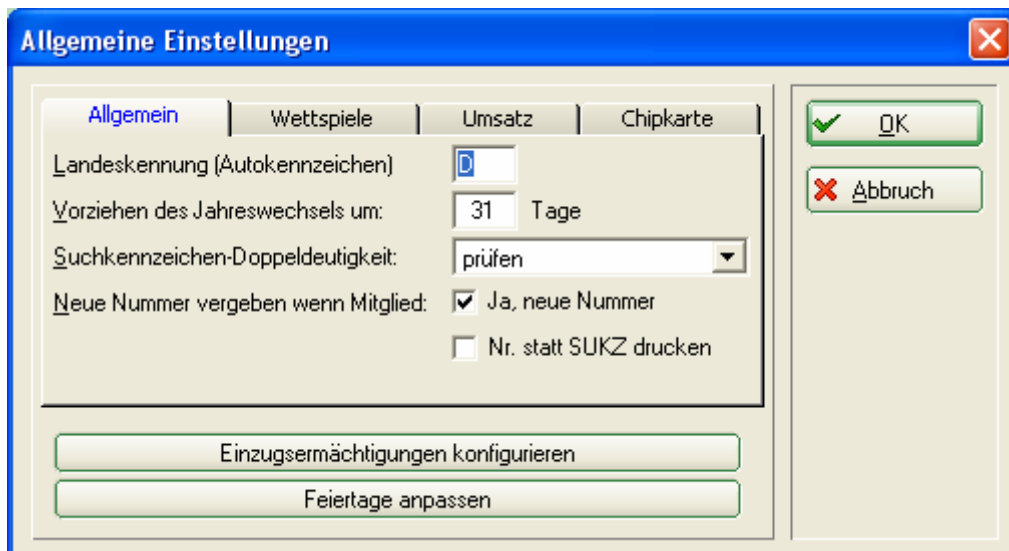 Allgemeine Einstellungen
Allgemein Wettspiele Umsatz Chipkarte
Landeskennung (Autokennzeichen) D
Vorziehen des Jahreswechsels um: 31 Tage
Suchkennzeichen-Doppeldeutigkeit: prüfen
Neue Nummer vergeben wenn Mitglied: Ja, neue Nummer
Nr. statt SUKZ drucken
Einzugsermächtigungen konfigurieren
Feiertage anpassen
OK
Abbruch